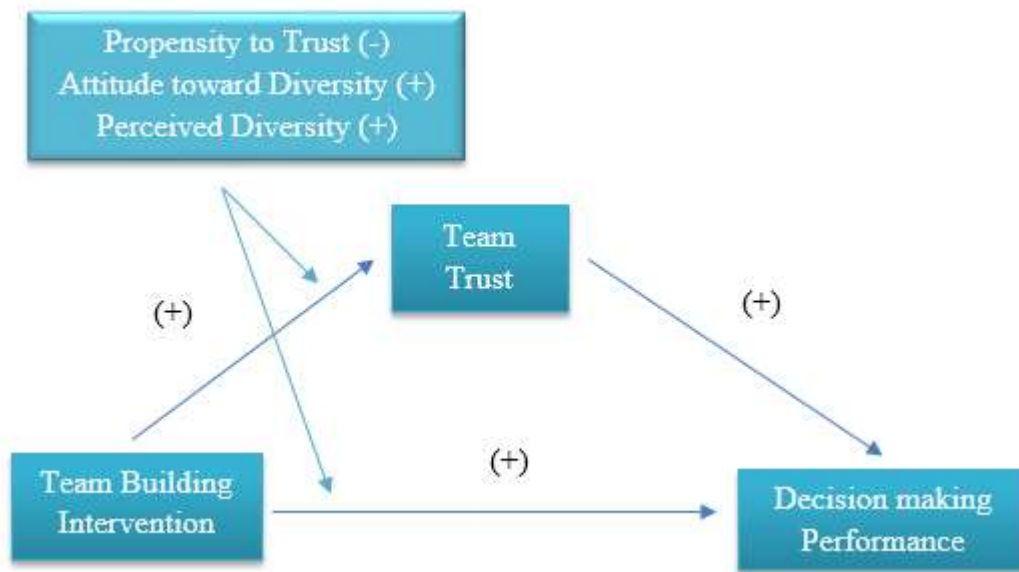 Propensity to Trust (-)
Attitude toward Diversity (+)
Perceived Diversity (+)
Team
Trust
(+)
(+)
(+)
Team Building
Intervention
Decision making
Performance